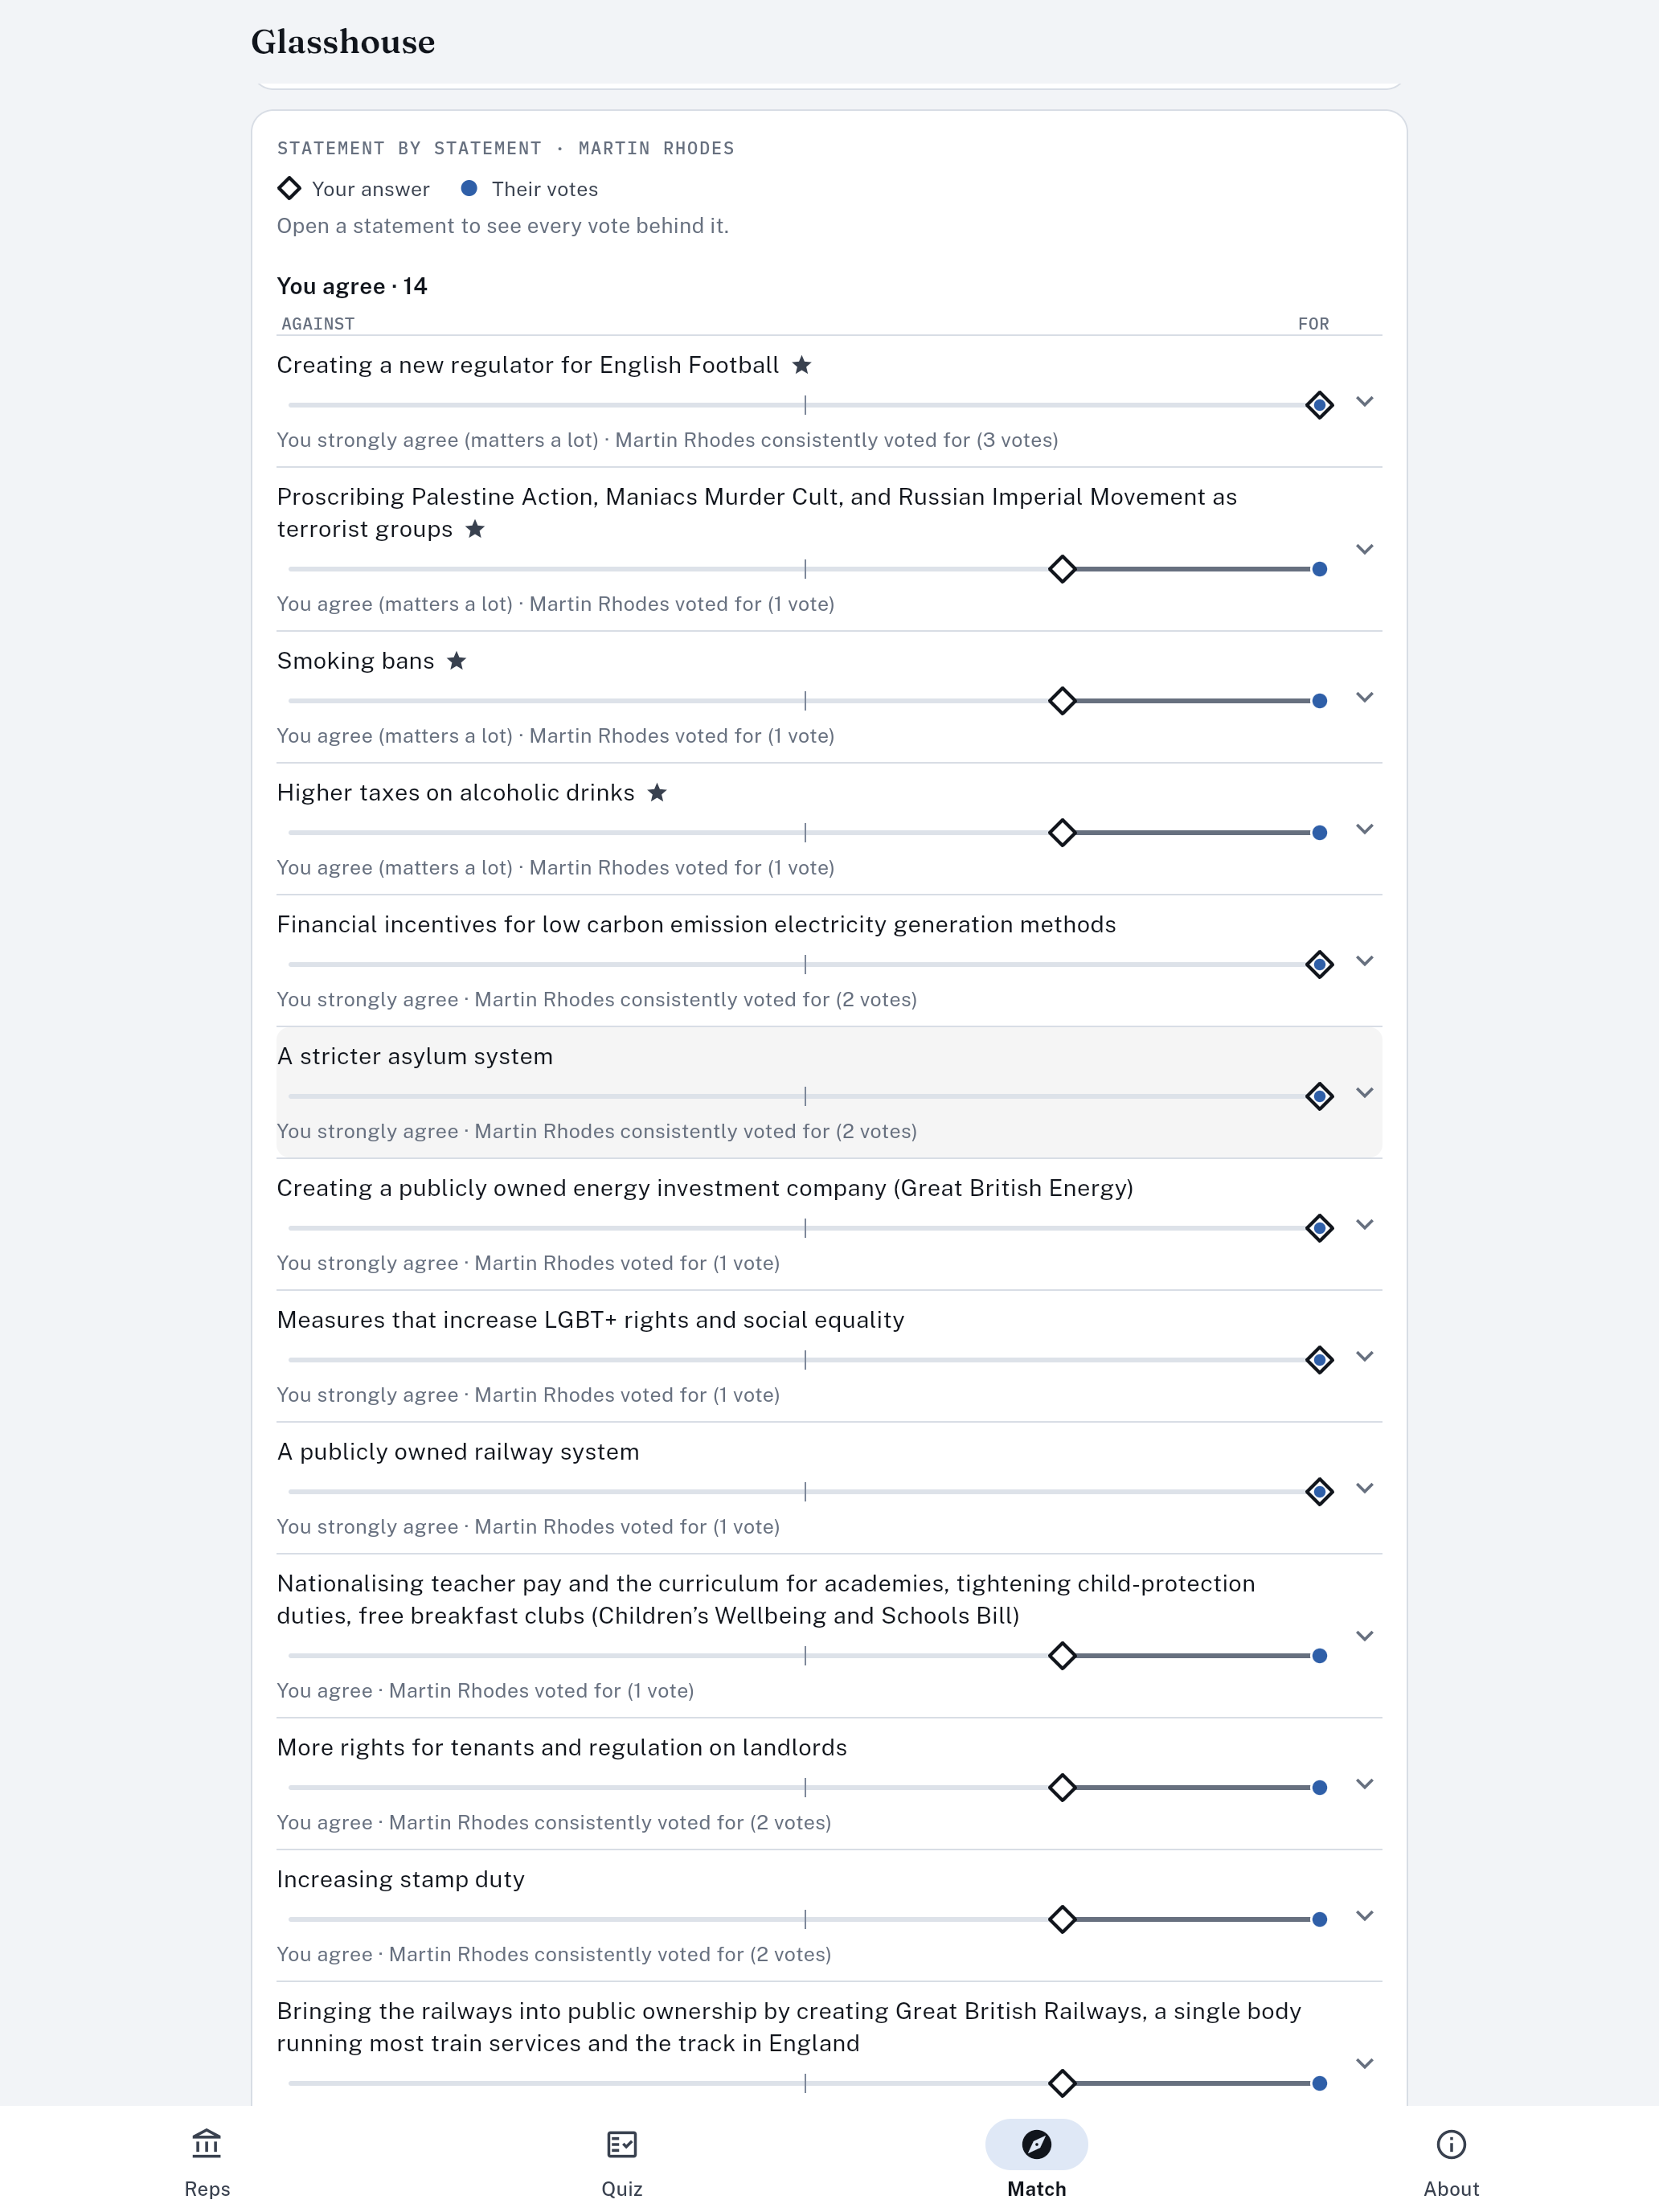 Glasshouse
STATEMENT BY STATEMENT · MARTIN RHODES
Your answer Their votes
Open a statement to see every vote behind it.
You agree · 14
AGAINST FOR
Creating a new regulator for English Football
You strongly agree (matters a lot) · Martin Rhodes consistently voted for (3 votes)
Proscribing Palestine Action, Maniacs Murder Cult, and Russian Imperial Movement as
terrorist groups
You agree (matters a lot) · Martin Rhodes voted for (1 vote)
Smoking bans
You agree (matters a lot) · Martin Rhodes voted for (1 vote)
Higher taxes on alcoholic drinks
You agree (matters a lot) · Martin Rhodes voted for (1 vote)
Financial incentives for low carbon emission electricity generation methods
You strongly agree · Martin Rhodes consistently voted for (2 votes)
A stricter asylum system
You strongly agree · Martin Rhodes consistently voted for (2 votes)
Creating a publicly owned energy investment company (Great British Energy)
You strongly agree · Martin Rhodes voted for (1 vote)
Measures that increase LGBT+ rights and social equality
You strongly agree · Martin Rhodes voted for (1 vote)
A publicly owned railway system
You strongly agree · Martin Rhodes voted for (1 vote)
Nationalising teacher pay and the curriculum for academies, tightening child-protection
duties, free breakfast clubs (Children’s Wellbeing and Schools Bill)
You agree · Martin Rhodes voted for (1 vote)
More rights for tenants and regulation on landlords
You agree · Martin Rhodes consistently voted for (2 votes)
Increasing stamp duty
You agree · Martin Rhodes consistently voted for (2 votes)
Bringing the railways into public ownership by creating Great British Railways, a single body
running most train services and the track in England
Reps Quiz Match About